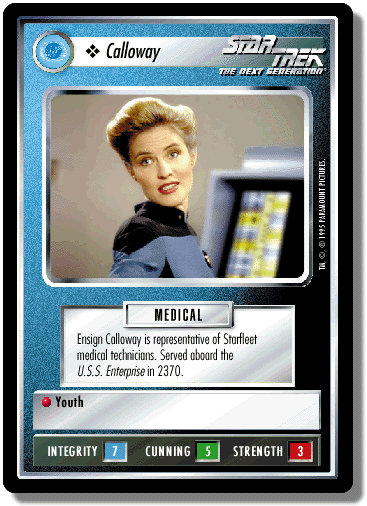 ❖ Calloway
STAR TREK
THE NEXT GENERATION®
TM © ® 1995 PARAMOUNT PICTURES.
MEDICAL
Ensign Calloway is representative of Starfleet
medical technicians. Served aboard the
U.S.S. Enterprise in 2370.
Youth
INTEGRITY 7 CUNNING 5 STRENGTH 3